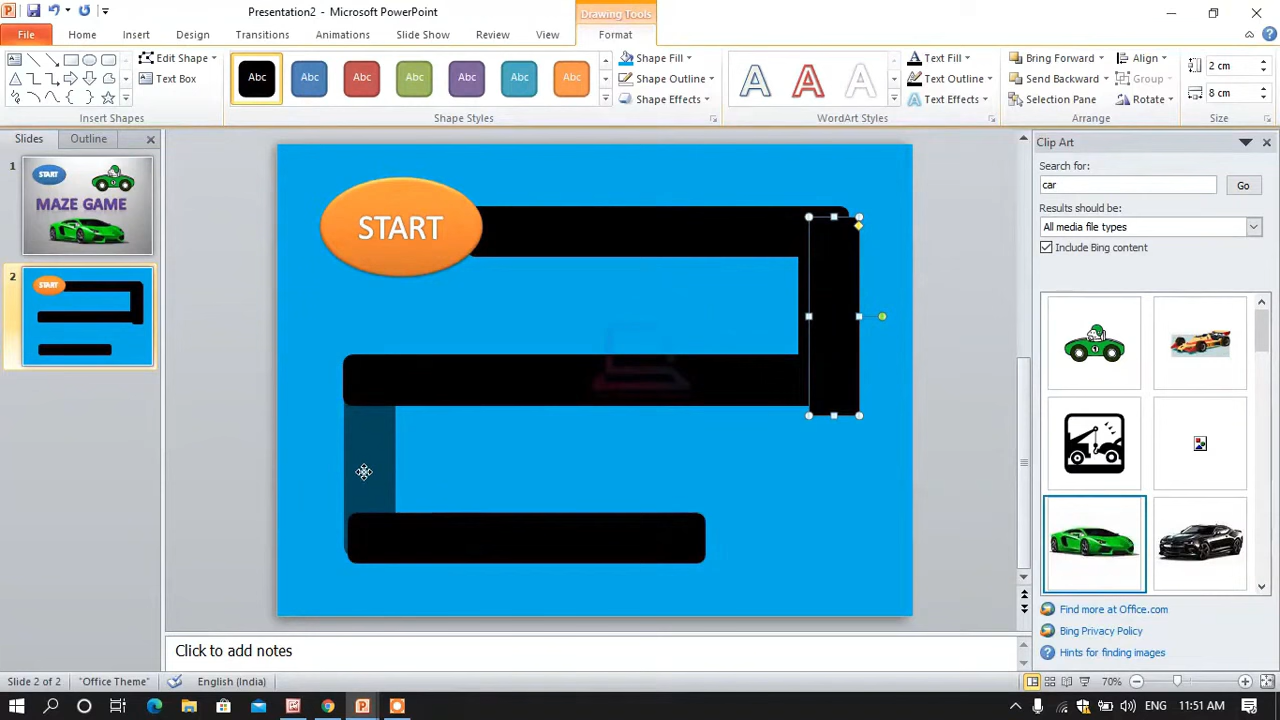 Presentation2 - Microsoft PowerPoint
Drawing Tools
File Home Insert Design Transitions Animations Slide Show Review View Format
Edit Shape
Text Box
Insert Shapes
Abc Abc Abc Abc Abc Abc Abc
Shape Fill
Shape Outline
Shape Effects
Shape Styles
A A A
Text Fill
Text Outline
Text Effects
WordArt Styles
Bring Forward
Send Backward
Selection Pane
Align
Group
Rotate
Arrange
2 cm
8 cm
Size
Slides Outline
1
START
MAZE GAME
2
START
START
Clip Art
Search for:
car
Go
Results should be:
All media file types
Include Bing content
Find more at Office.com
Bing Privacy Policy
Hints for finding images
Click to add notes
Slide 2 of 2 "Office Theme" English (India) 70%
ENG 11:51 AM